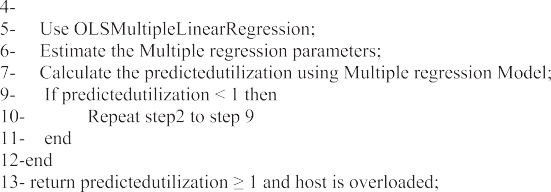 4-
5- Use OLSMultipleLinearRegression;
6- Estimate the Multiple regression parameters;
7- Calculate the predictedutilization using Multiple regression Model;
9- If predictedutilization < 1 then
10- Repeat step2 to step 9
11- end
12-end
13- return predictedutilization ≥ 1 and host is overloaded;